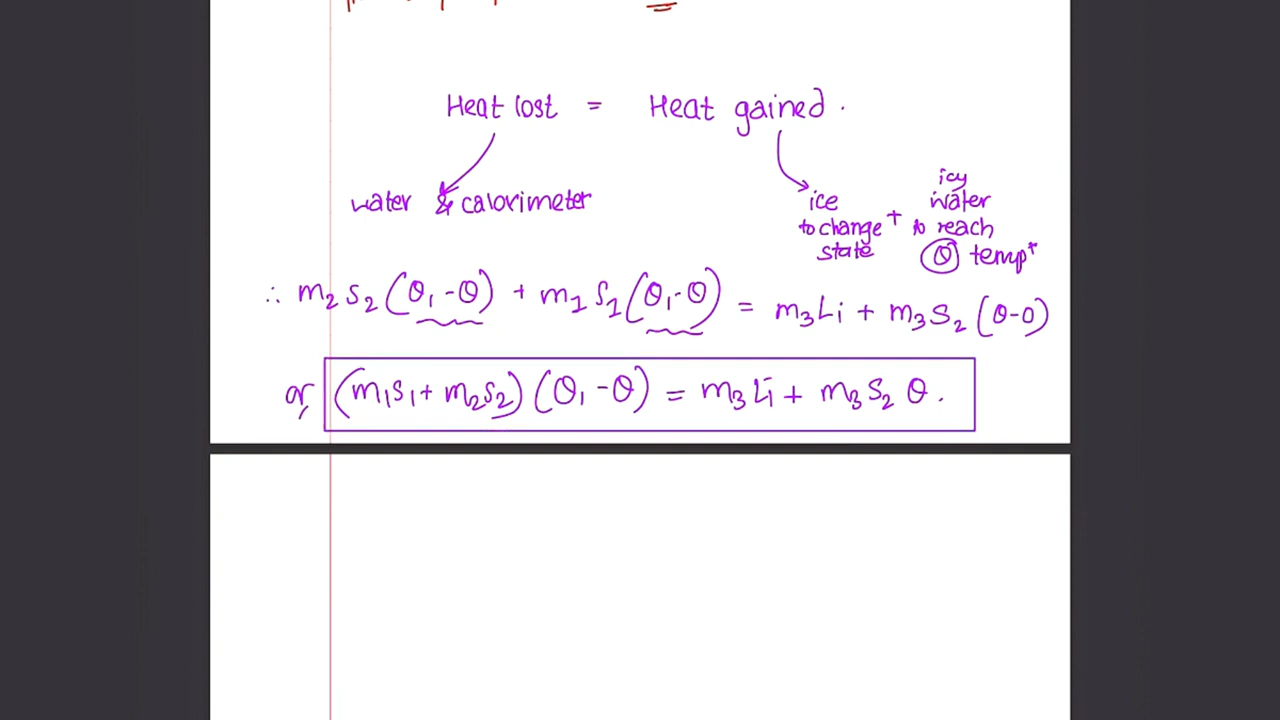 Heat lost = Heat gained.
water & calorimeter
ice
to change
state
+
icy
water
to reach
θ tempʳ
∴ m₂s₂(θ₁-θ) + m₁s₁(θ₁-θ) = m₃Li + m₃s₂(θ-0)
or, (m₁s₁ + m₂s₂)(θ₁-θ) = m₃Li + m₃s₂θ.